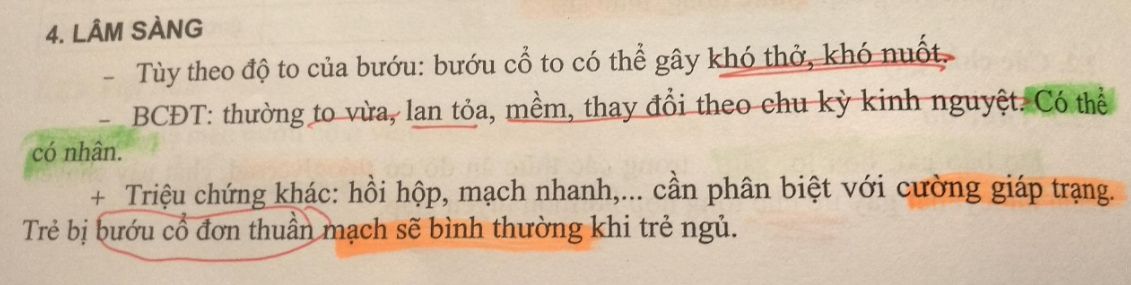 4. LÂM SÀNG
- Tùy theo độ to của bướu: bướu cổ to có thể gây khó thở, khó nuốt.
- BCĐT: thường to vừa, lan tỏa, mềm, thay đổi theo chu kỳ kinh nguyệt. Có thể
có nhân.
+ Triệu chứng khác: hồi hộp, mạch nhanh,... cần phân biệt với cường giáp trạng.
Trẻ bị bướu cổ đơn thuần mạch sẽ bình thường khi trẻ ngủ.